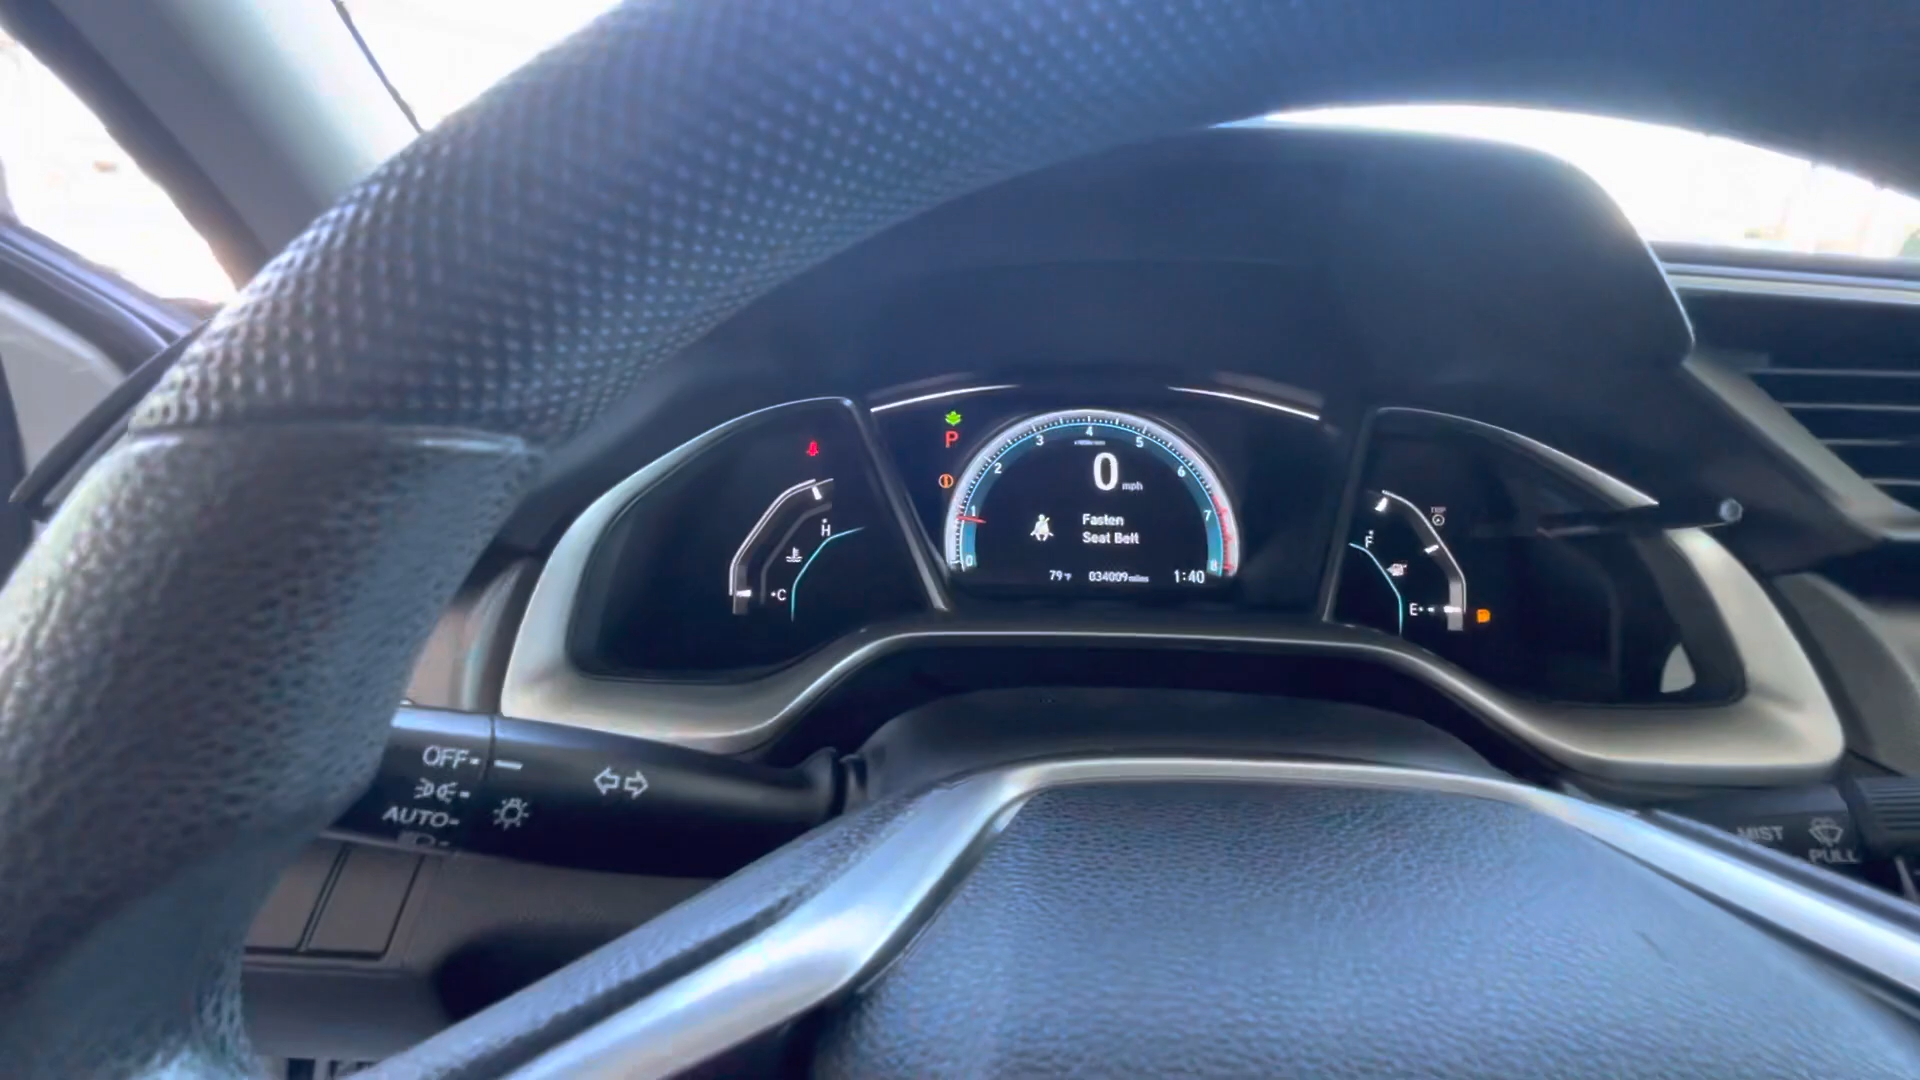 P
4
3
5
2
6
1
7
0
8
0 mph
Fasten
Seat Belt
79°F 034009 miles 1:40
H
C
TRIP
F
E
OFF
AUTO
MIST
PULL